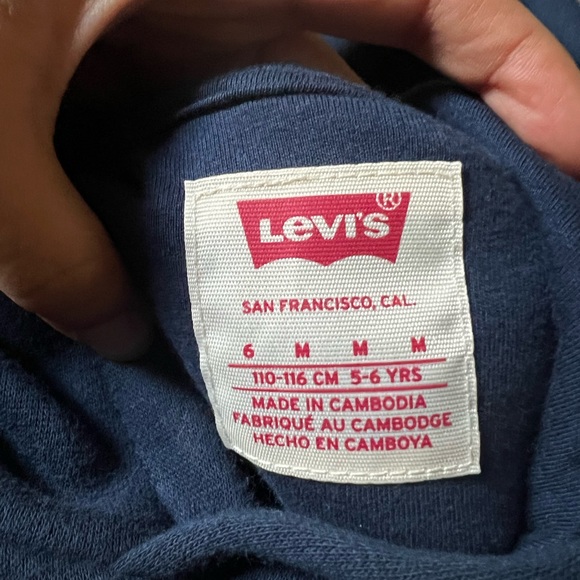 Levi's®
SAN FRANCISCO, CAL.
6 M M M
110-116 CM 5-6 YRS
MADE IN CAMBODIA
FABRIQUÉ AU CAMBODGE
HECHO EN CAMBOYA